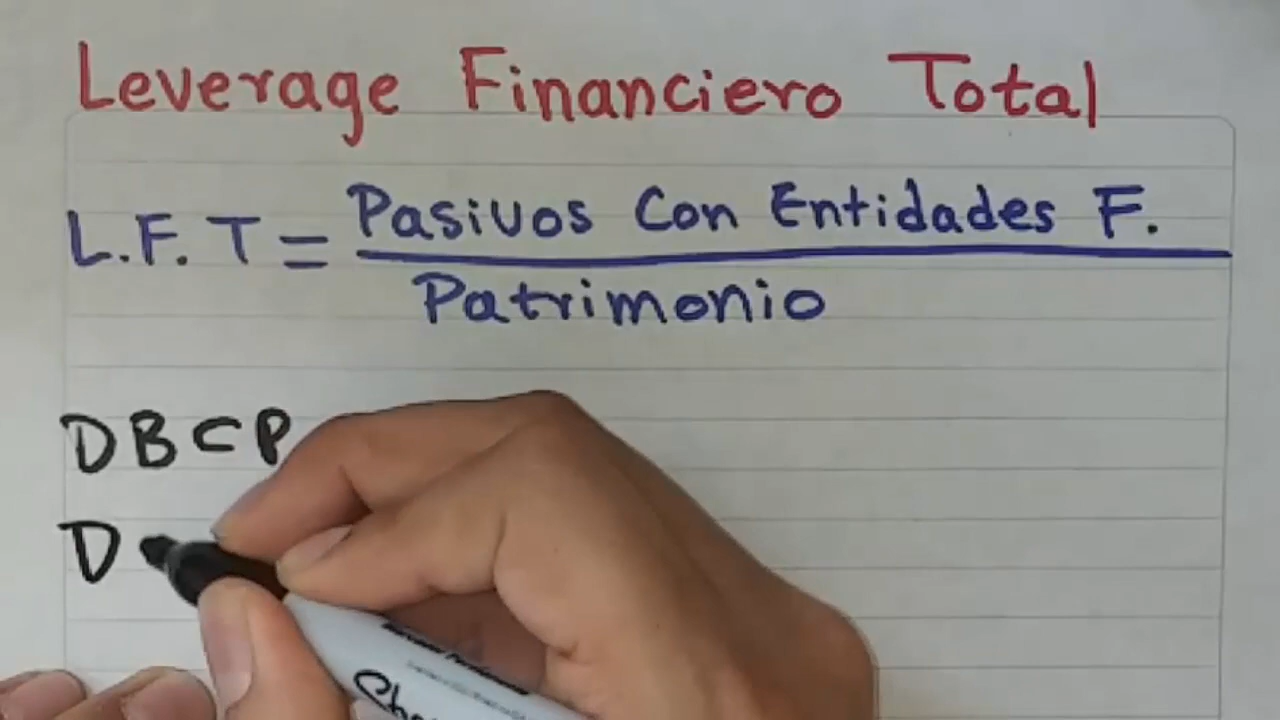 Leverage Financiero Total
L.F.T = Pasivos Con Entidades F.
Patrimonio
DBCP
D